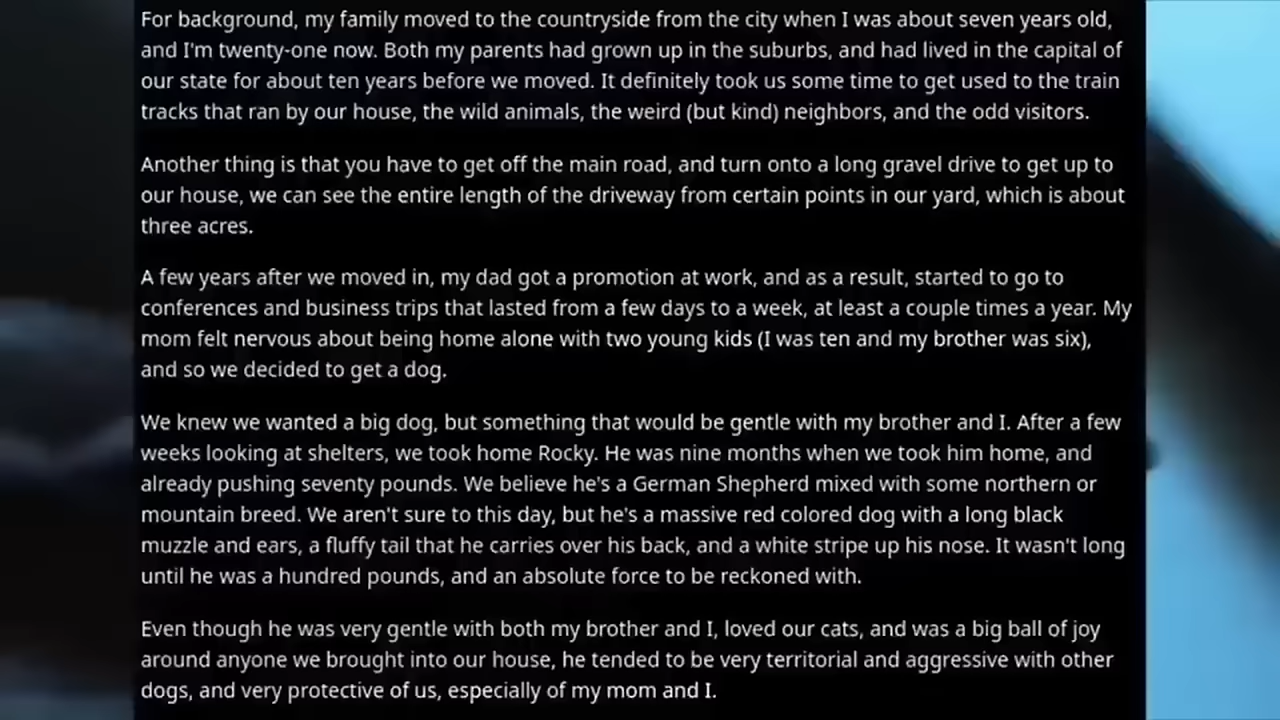 For background, my family moved to the countryside from the city when I was about seven years old,
and I'm twenty-one now. Both my parents had grown up in the suburbs, and had lived in the capital of
our state for about ten years before we moved. It definitely took us some time to get used to the train
tracks that ran by our house, the wild animals, the weird (but kind) neighbors, and the odd visitors.
Another thing is that you have to get off the main road, and turn onto a long gravel drive to get up to
our house, we can see the entire length of the driveway from certain points in our yard, which is about
three acres.
A few years after we moved in, my dad got a promotion at work, and as a result, started to go to
conferences and business trips that lasted from a few days to a week, at least a couple times a year. My
mom felt nervous about being home alone with two young kids (I was ten and my brother was six),
and so we decided to get a dog.
We knew we wanted a big dog, but something that would be gentle with my brother and I. After a few
weeks looking at shelters, we took home Rocky. He was nine months when we took him home, and
already pushing seventy pounds. We believe he's a German Shepherd mixed with some northern or
mountain breed. We aren't sure to this day, but he's a massive red colored dog with a long black
muzzle and ears, a fluffy tail that he carries over his back, and a white stripe up his nose. It wasn't long
until he was a hundred pounds, and an absolute force to be reckoned with.
Even though he was very gentle with both my brother and I, loved our cats, and was a big ball of joy
around anyone we brought into our house, he tended to be very territorial and aggressive with other
dogs, and very protective of us, especially of my mom and I.